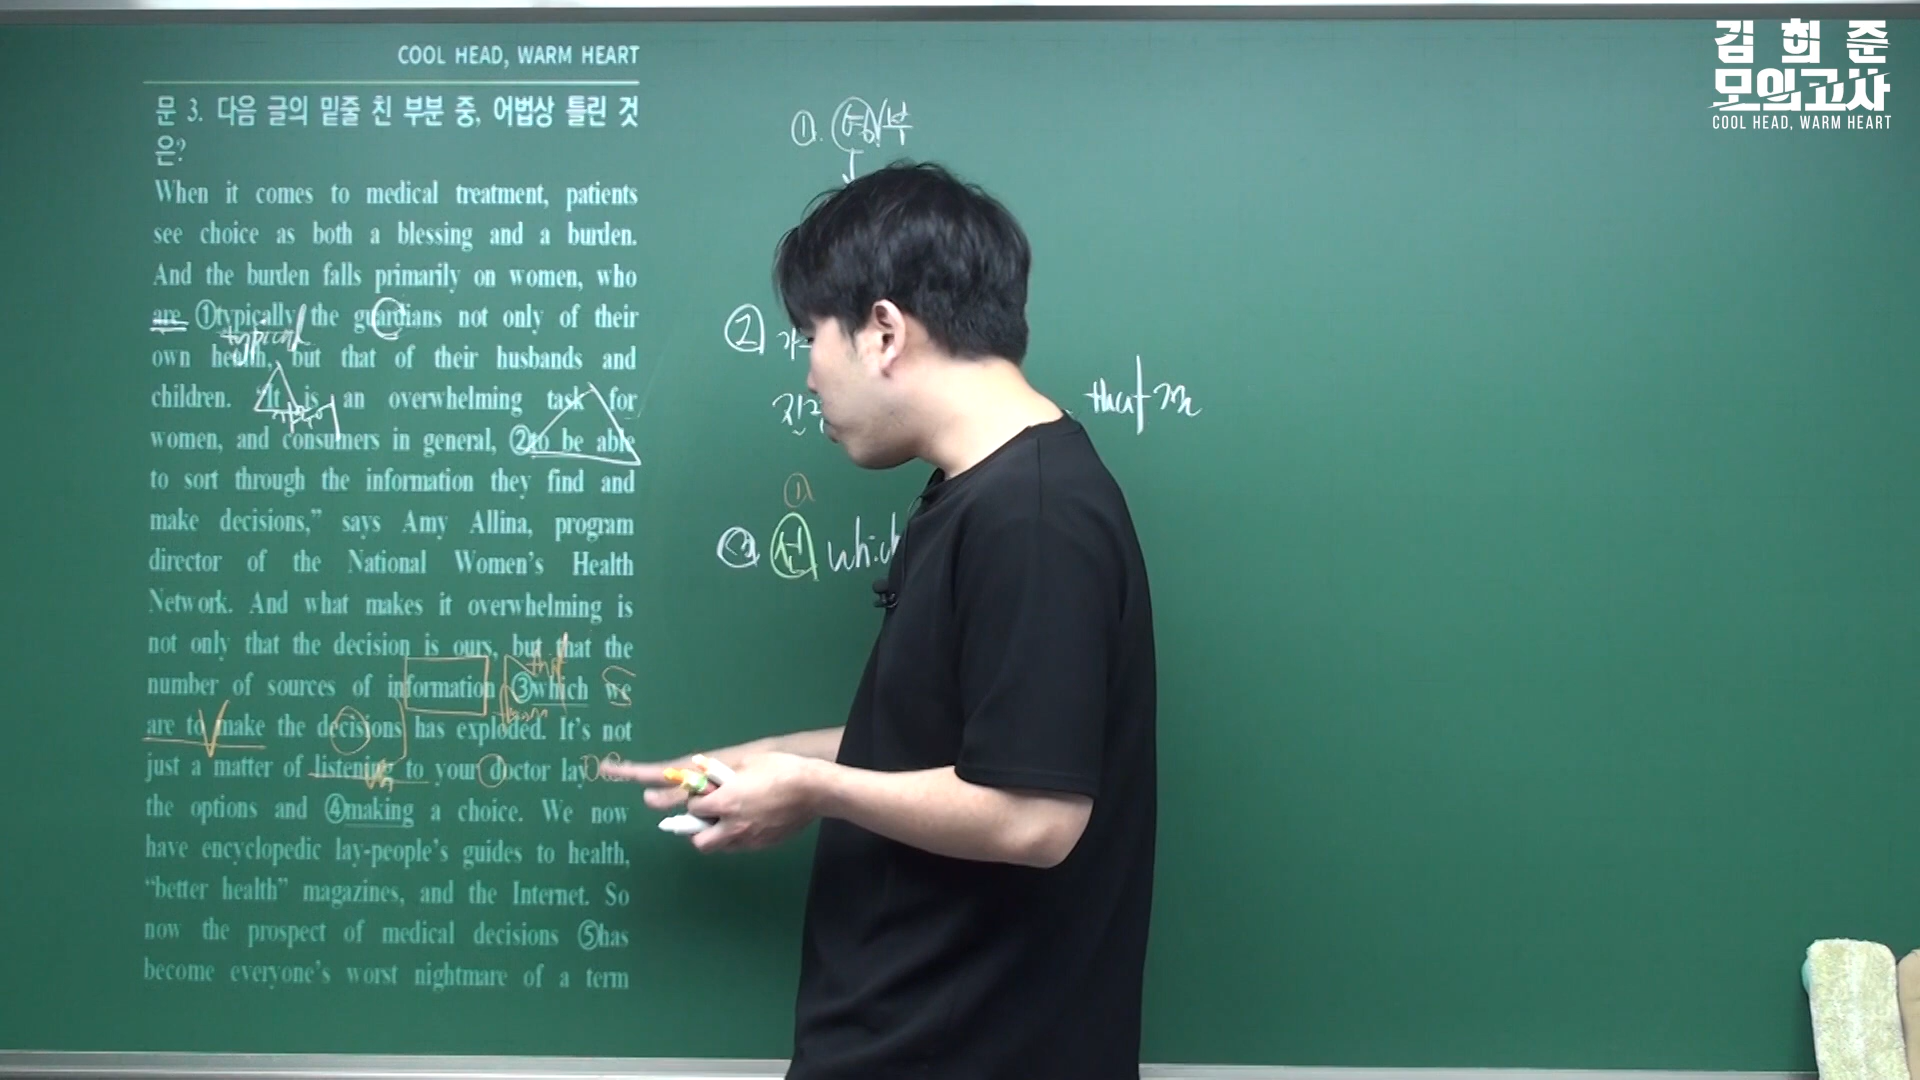 COOL HEAD, WARM HEART
문 3. 다음 글의 밑줄 친 부분 중, 어법상 틀린 것
은?
When it comes to medical treatment, patients
see choice as both a blessing and a burden.
And the burden falls primarily on women, who
are ①typically the guardians not only of their
typical
own health, but that of their husbands and
children. “It is an overwhelming task for
women, and consumers in general, ②to be able
to sort through the information they find and
make decisions,” says Amy Allina, program
director of the National Women’s Health
Network. And what makes it overwhelming is
not only that the decision is ours, but that the
number of sources of information ③which we
are to make the decisions has exploded. It’s not
just a matter of listening to your doctor lay
the options and ④making a choice. We now
have encyclopedic lay-people’s guides to health,
“better health” magazines, and the Internet. So
now the prospect of medical decisions ⑤has
become everyone’s worst nightmare of a term
①. 형/부
②
that
①
③ 선 which
김희준
모의고사
COOL HEAD, WARM HEART